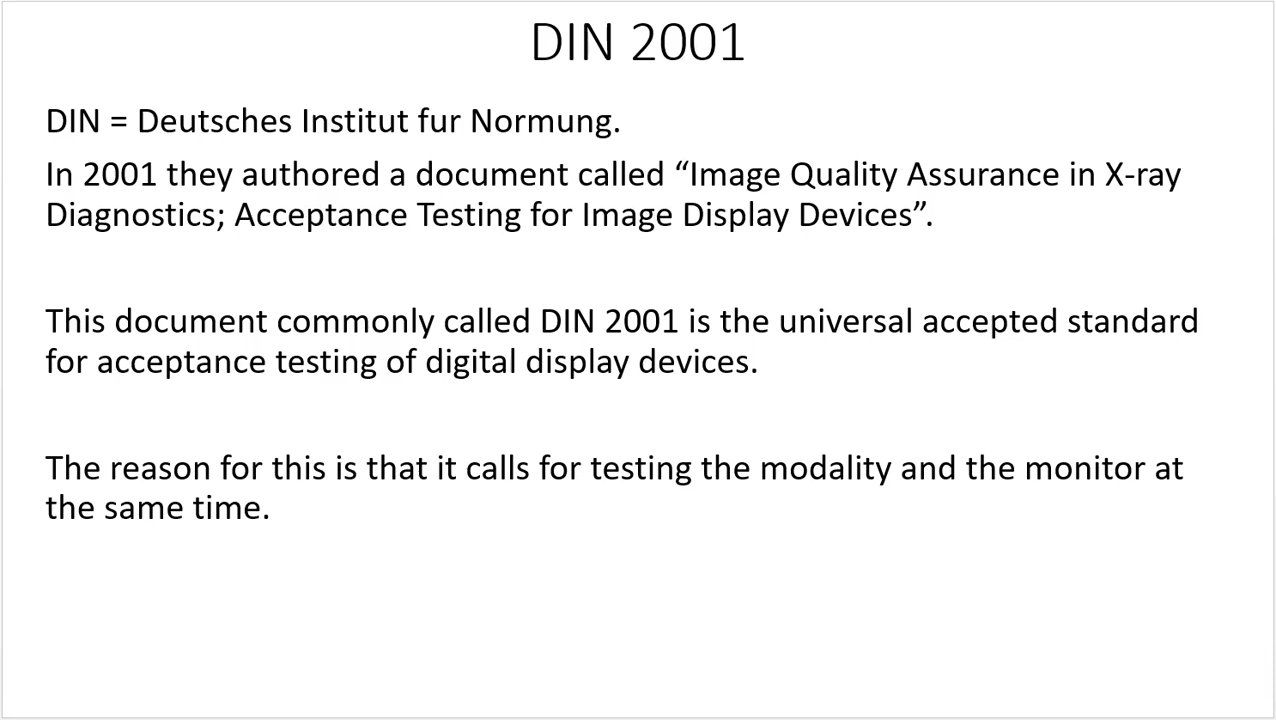 DIN 2001
DIN = Deutsches Institut fur Normung.
In 2001 they authored a document called “Image Quality Assurance in X-ray
Diagnostics; Acceptance Testing for Image Display Devices”.
This document commonly called DIN 2001 is the universal accepted standard
for acceptance testing of digital display devices.
The reason for this is that it calls for testing the modality and the monitor at
the same time.